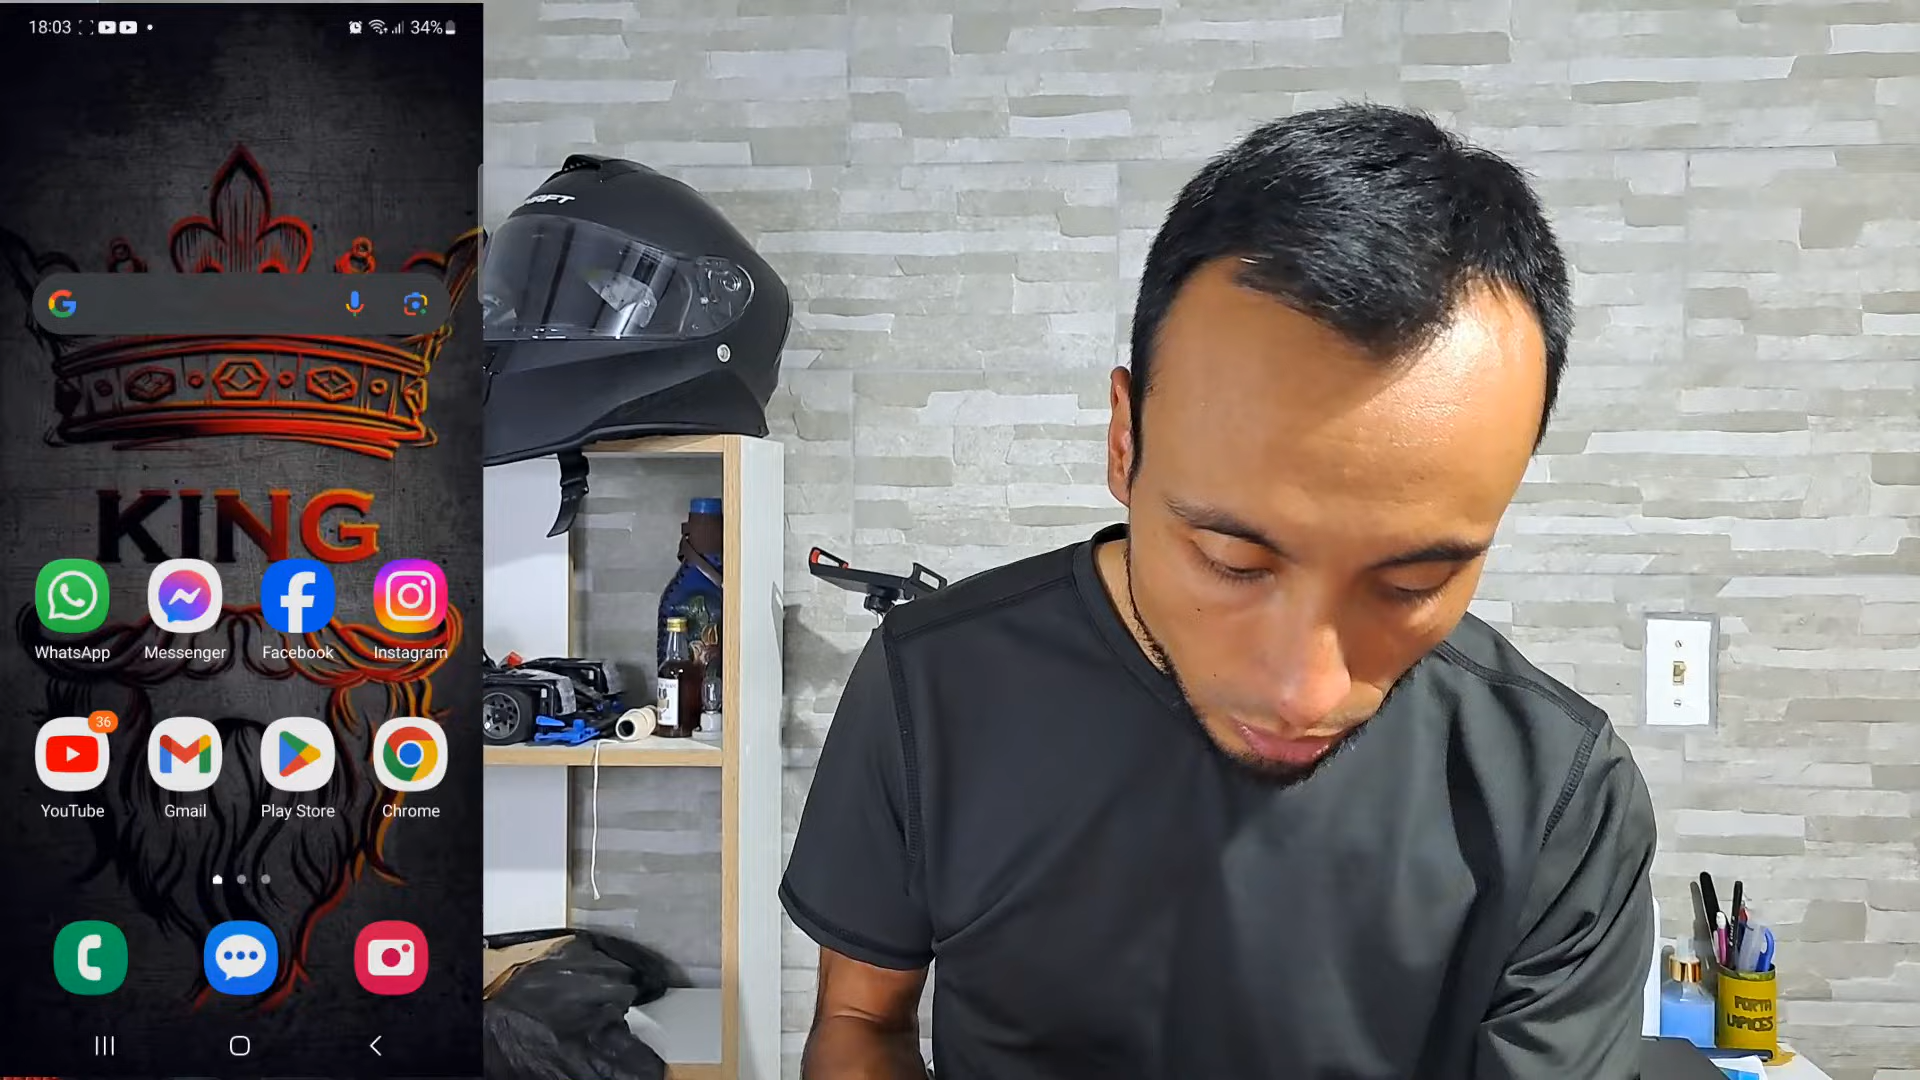 18:03
34%
KING
WhatsApp
Messenger
Facebook
Instagram
36
YouTube
Gmail
Play Store
Chrome
PORTA
LAPICES